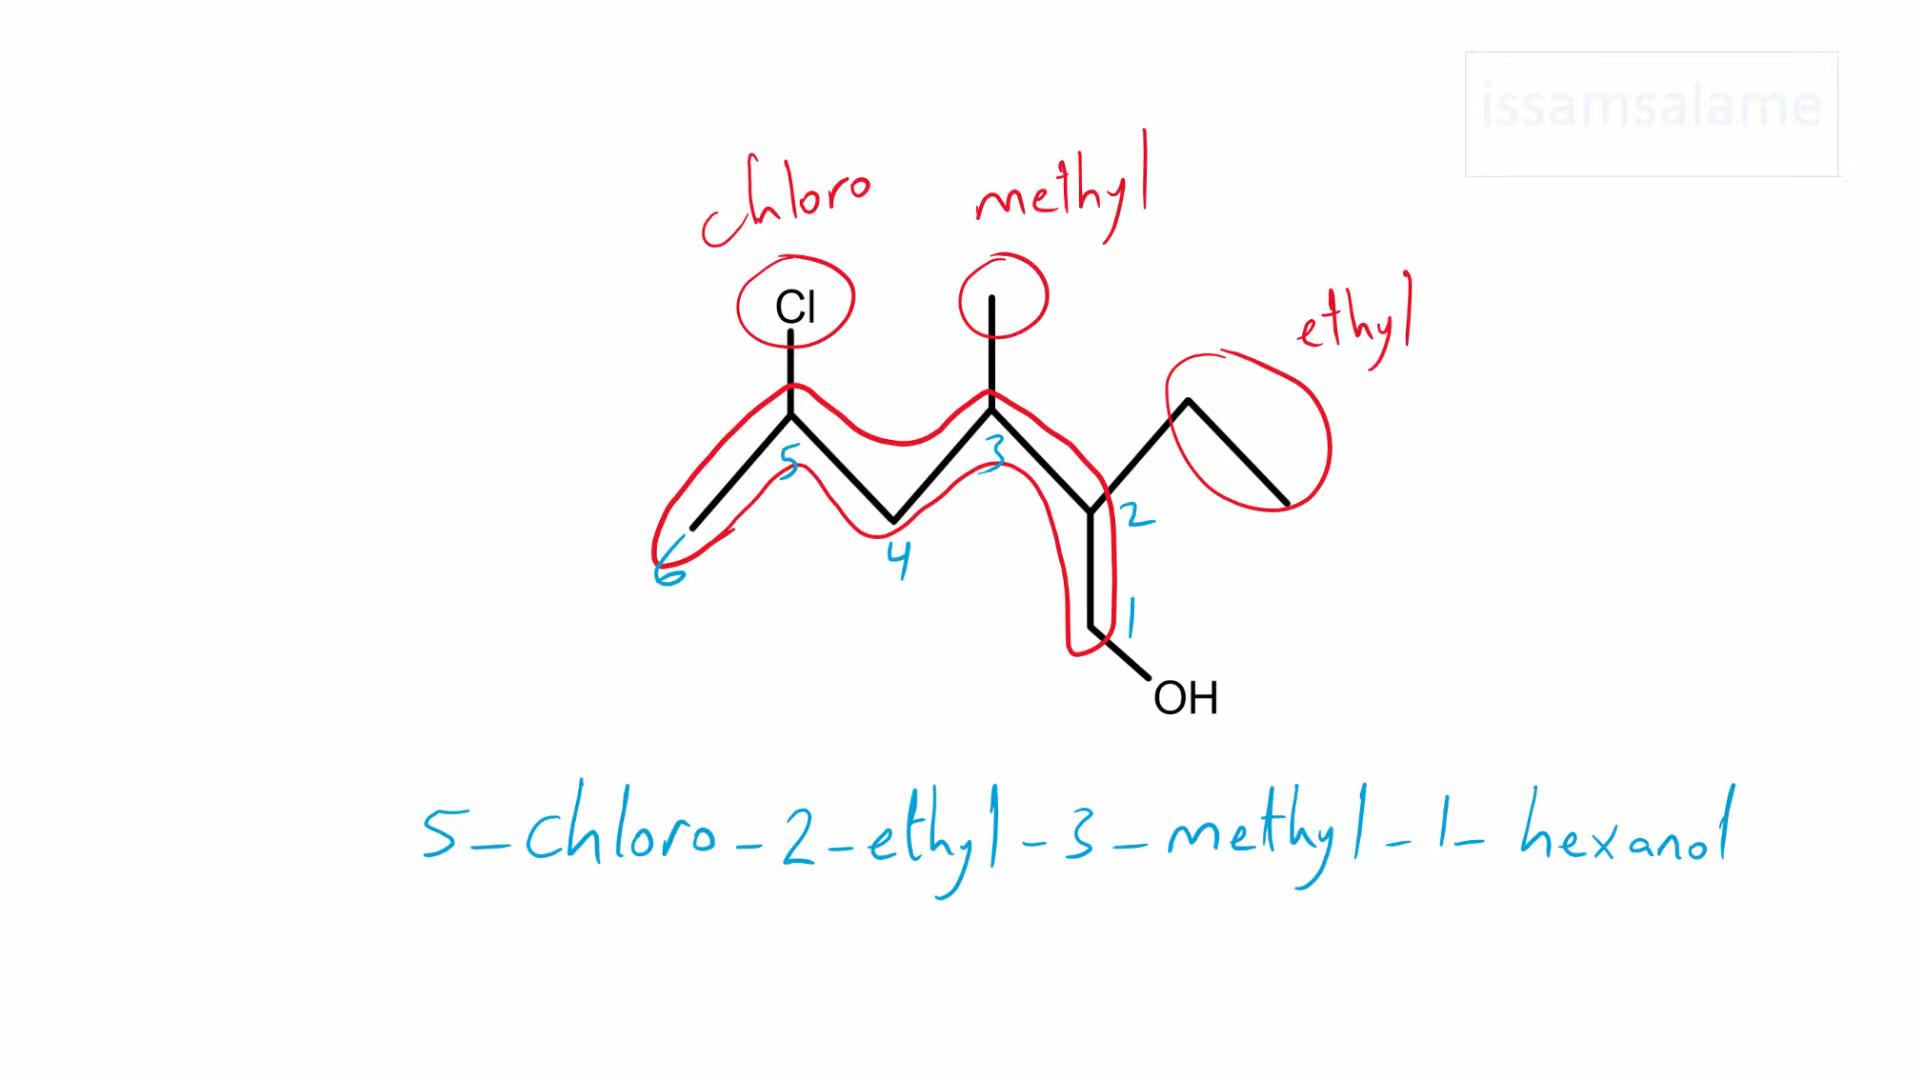 issamsalame
chloro
methyl
ethyl
Cl
5
3
2
4
6
1
OH
5-chloro-2-ethyl-3-methyl-1-hexanol